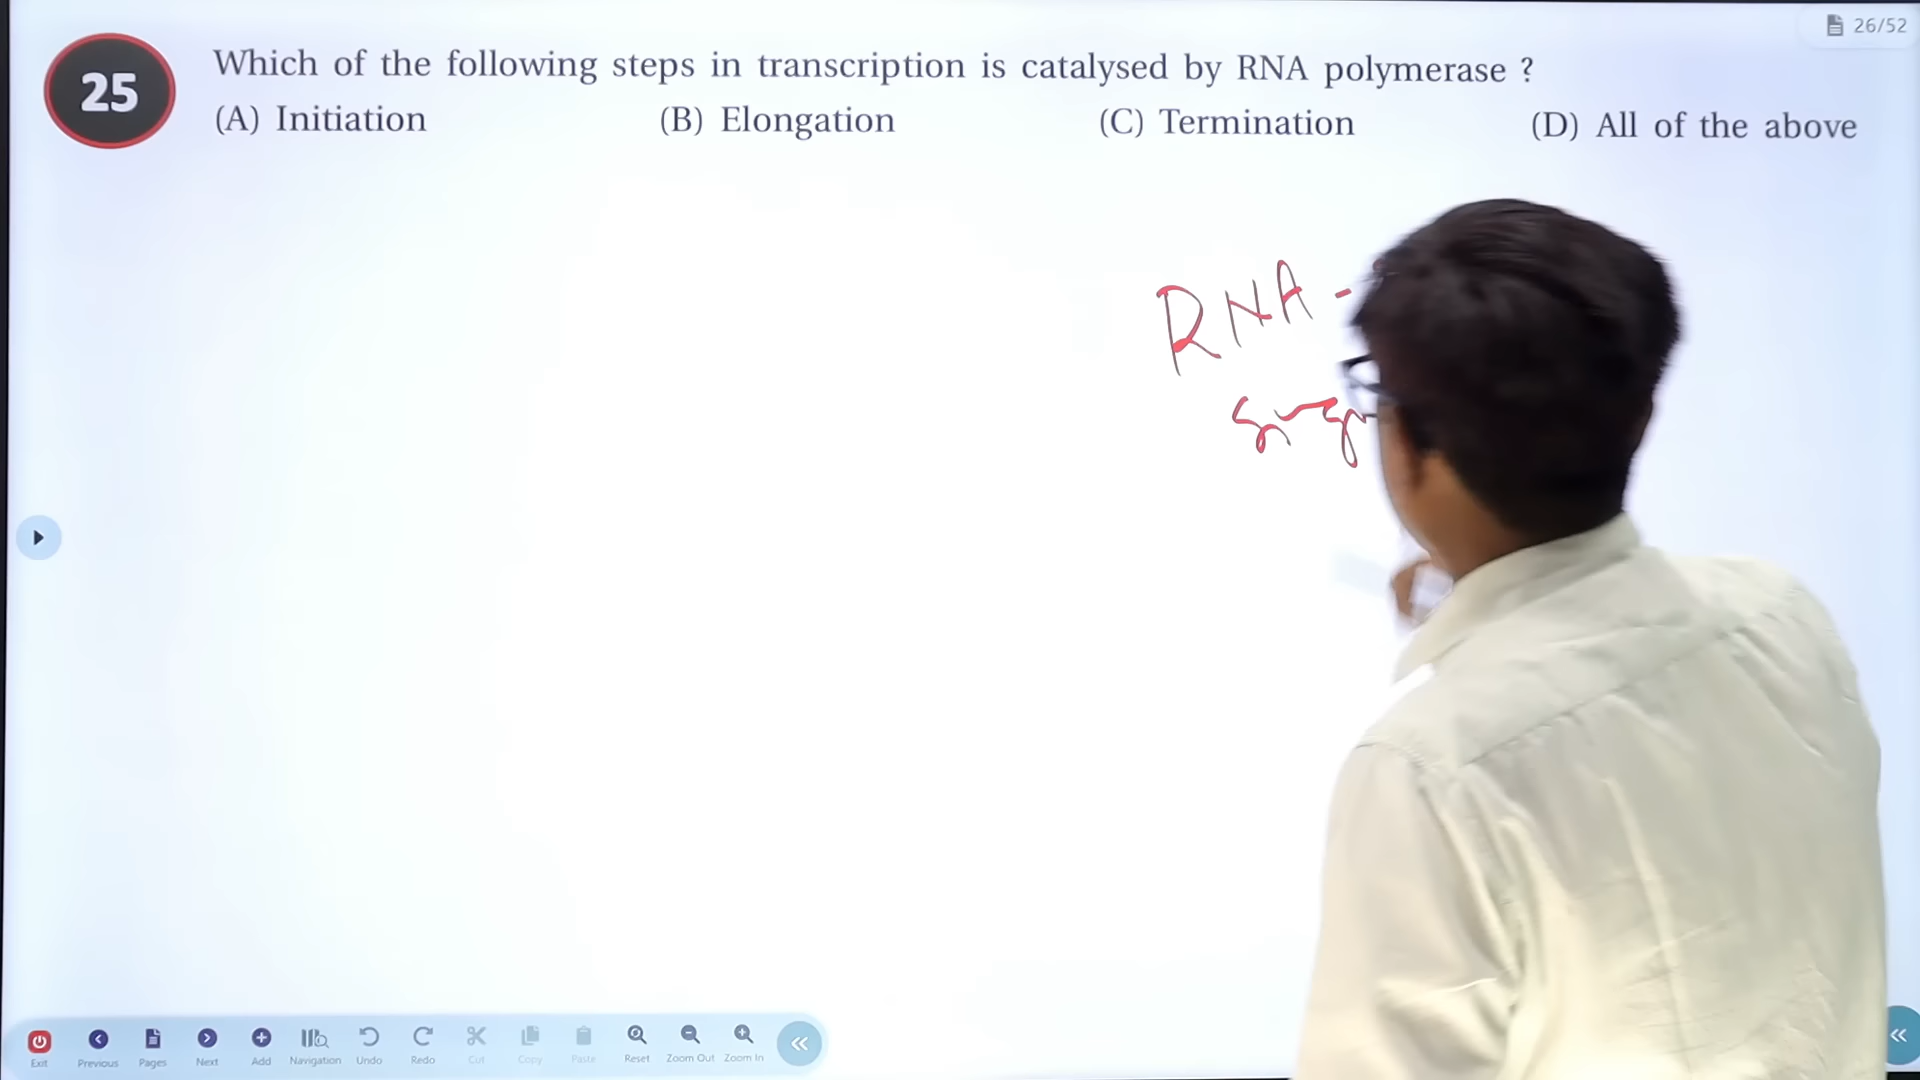 26/52
25
Which of the following steps in transcription is catalysed by RNA polymerase ?
(A) Initiation (B) Elongation (C) Termination (D) All of the above
RNA -
Exit Previous Pages Next Add Navigation Undo Redo Cut Copy Paste Reset Zoom Out Zoom In